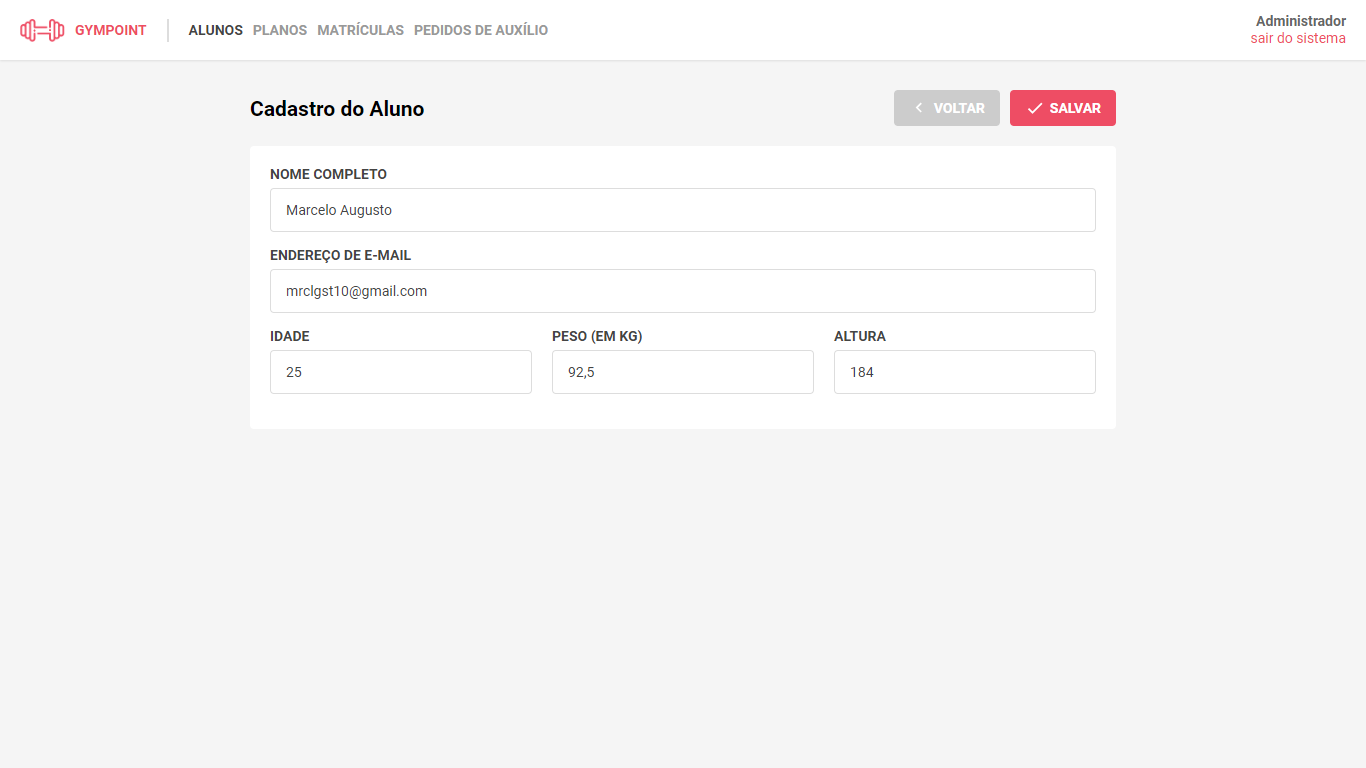 GYMPOINT
ALUNOS PLANOS MATRÍCULAS PEDIDOS DE AUXÍLIO
Administrador
sair do sistema
Cadastro do Aluno
VOLTAR
SALVAR
NOME COMPLETO
Marcelo Augusto
ENDEREÇO DE E-MAIL
mrclgst10@gmail.com
IDADE PESO (EM KG) ALTURA
25 92,5 184